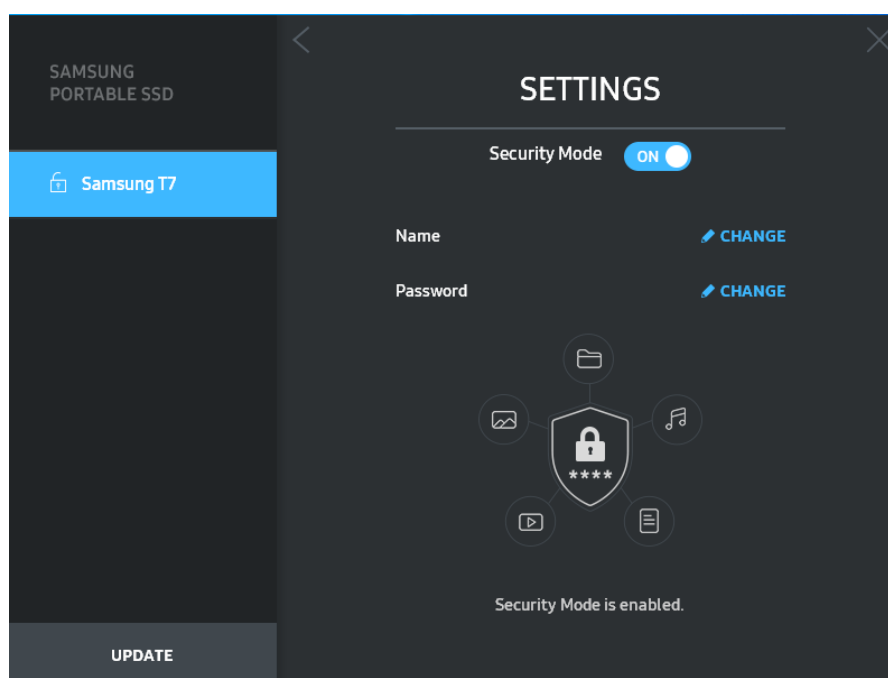 SAMSUNG
PORTABLE SSD
Samsung T7
UPDATE
SETTINGS
Security Mode ON
Name CHANGE
Password CHANGE
****
Security Mode is enabled.